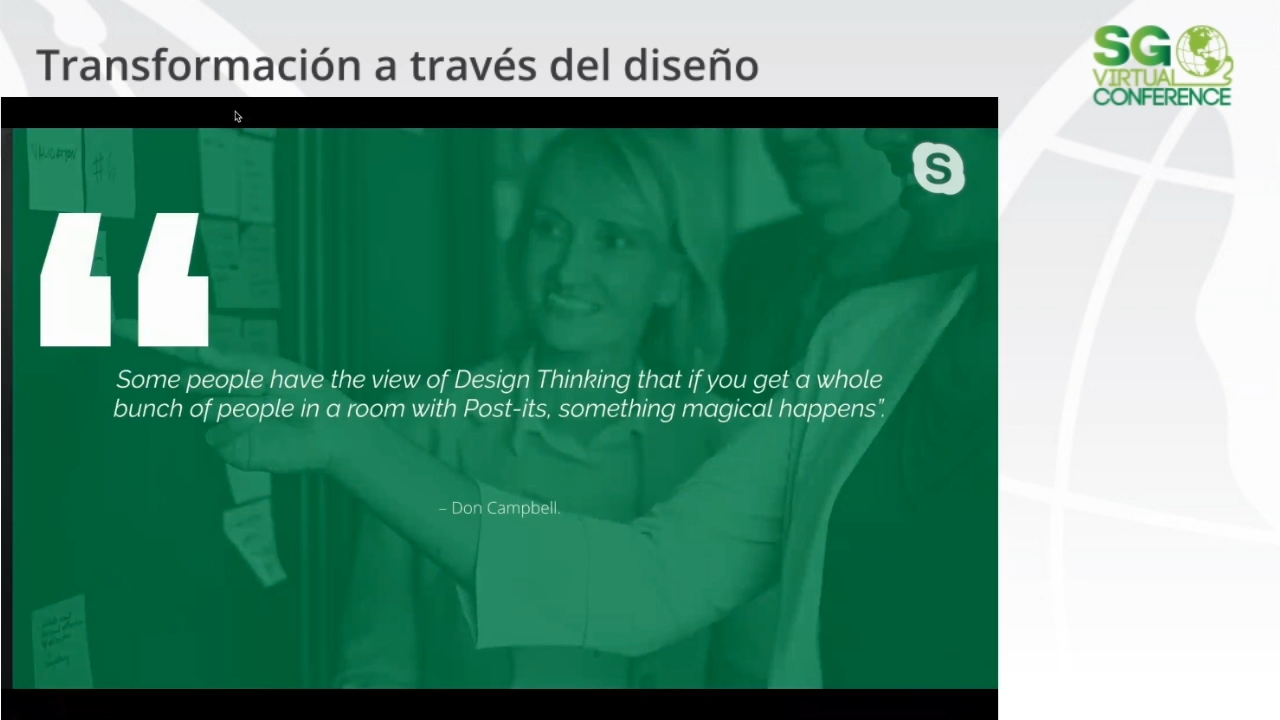 Transformación a través del diseño
SG
VIRTUAL
CONFERENCE
VALIDATION
S
Some people have the view of Design Thinking that if you get a whole
bunch of people in a room with Post-its, something magical happens”.
– Don Campbell.